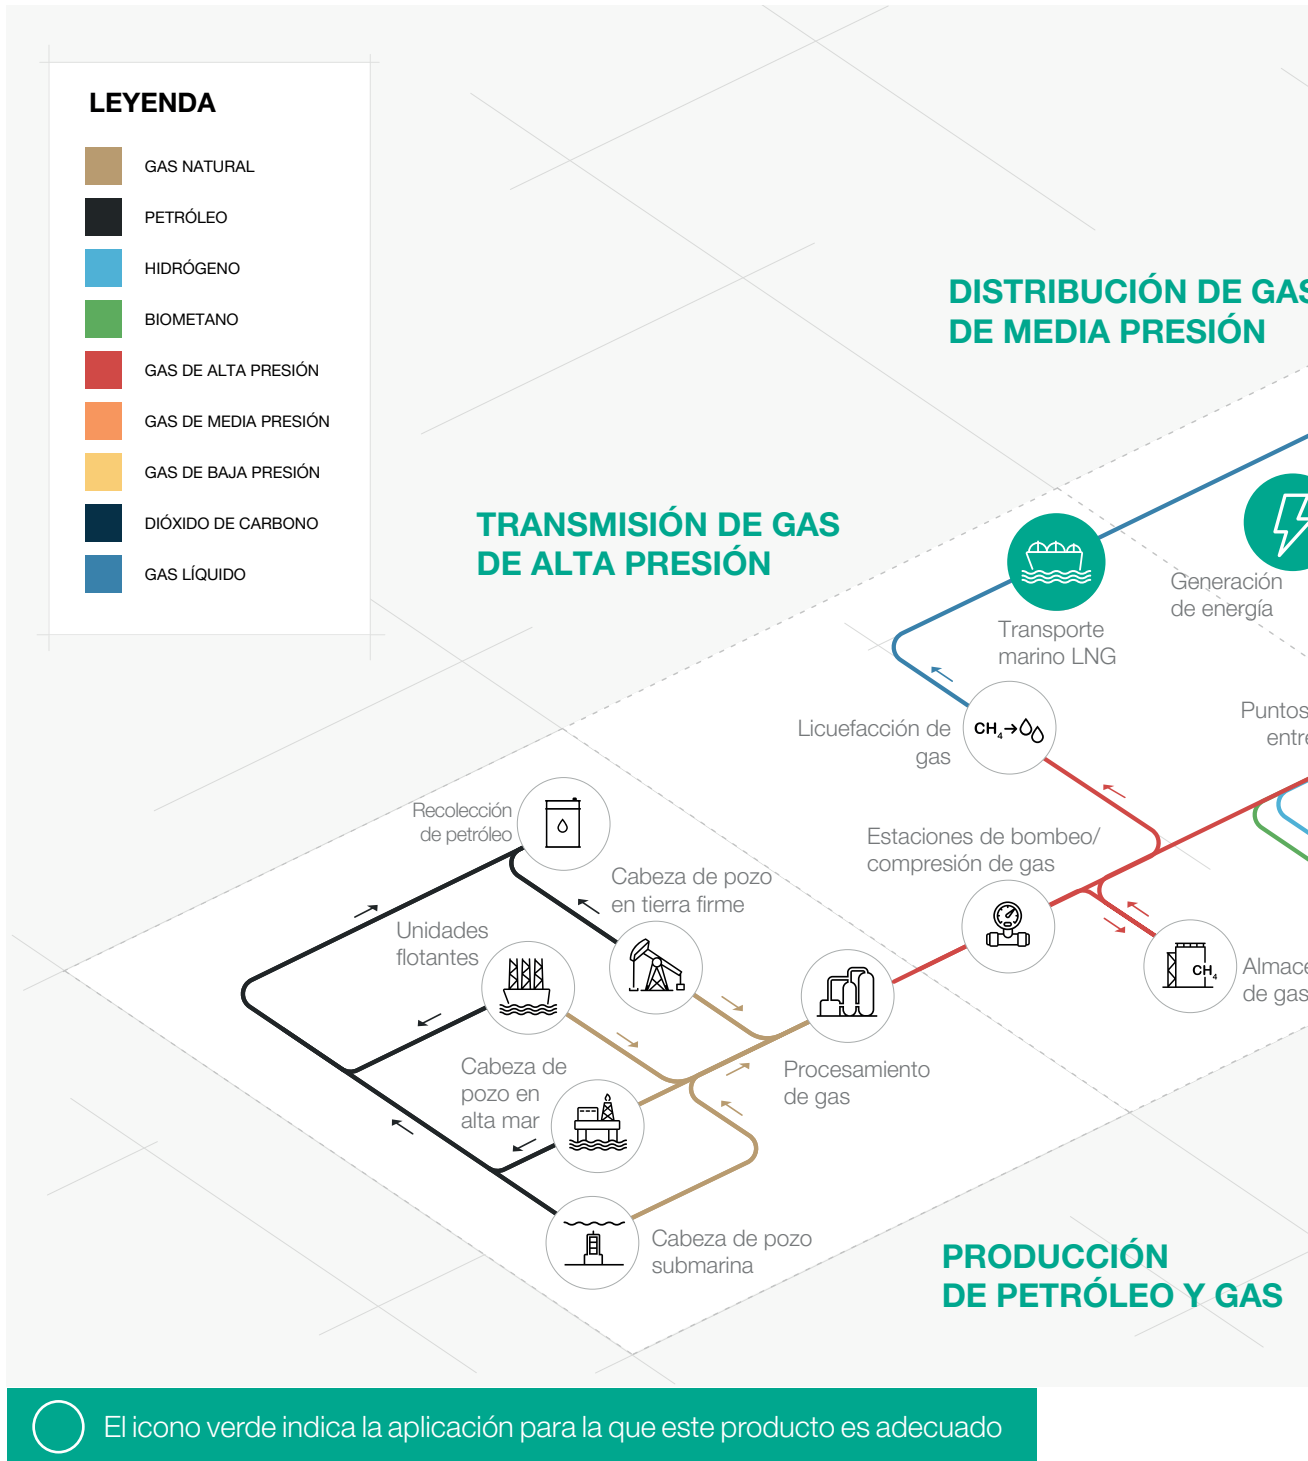 LEYENDA
GAS NATURAL
PETRÓLEO
HIDRÓGENO
BIOMETANO
GAS DE ALTA PRESIÓN
GAS DE MEDIA PRESIÓN
GAS DE BAJA PRESIÓN
DIÓXIDO DE CARBONO
GAS LÍQUIDO
DISTRIBUCIÓN DE GAS
DE MEDIA PRESIÓN
TRANSMISIÓN DE GAS
DE ALTA PRESIÓN
Generación
de energía
Transporte
marino LNG
Puntos
entre
Licuefacción de
gas
CH₄→
Recolección
de petróleo
Estaciones de bombeo/
compresión de gas
Cabeza de pozo
en tierra firme
Unidades
flotantes
CH₄
Almace
de gas
Cabeza de
pozo en
alta mar
Procesamiento
de gas
Cabeza de pozo
submarina
PRODUCCIÓN
DE PETRÓLEO Y GAS
El icono verde indica la aplicación para la que este producto es adecuado